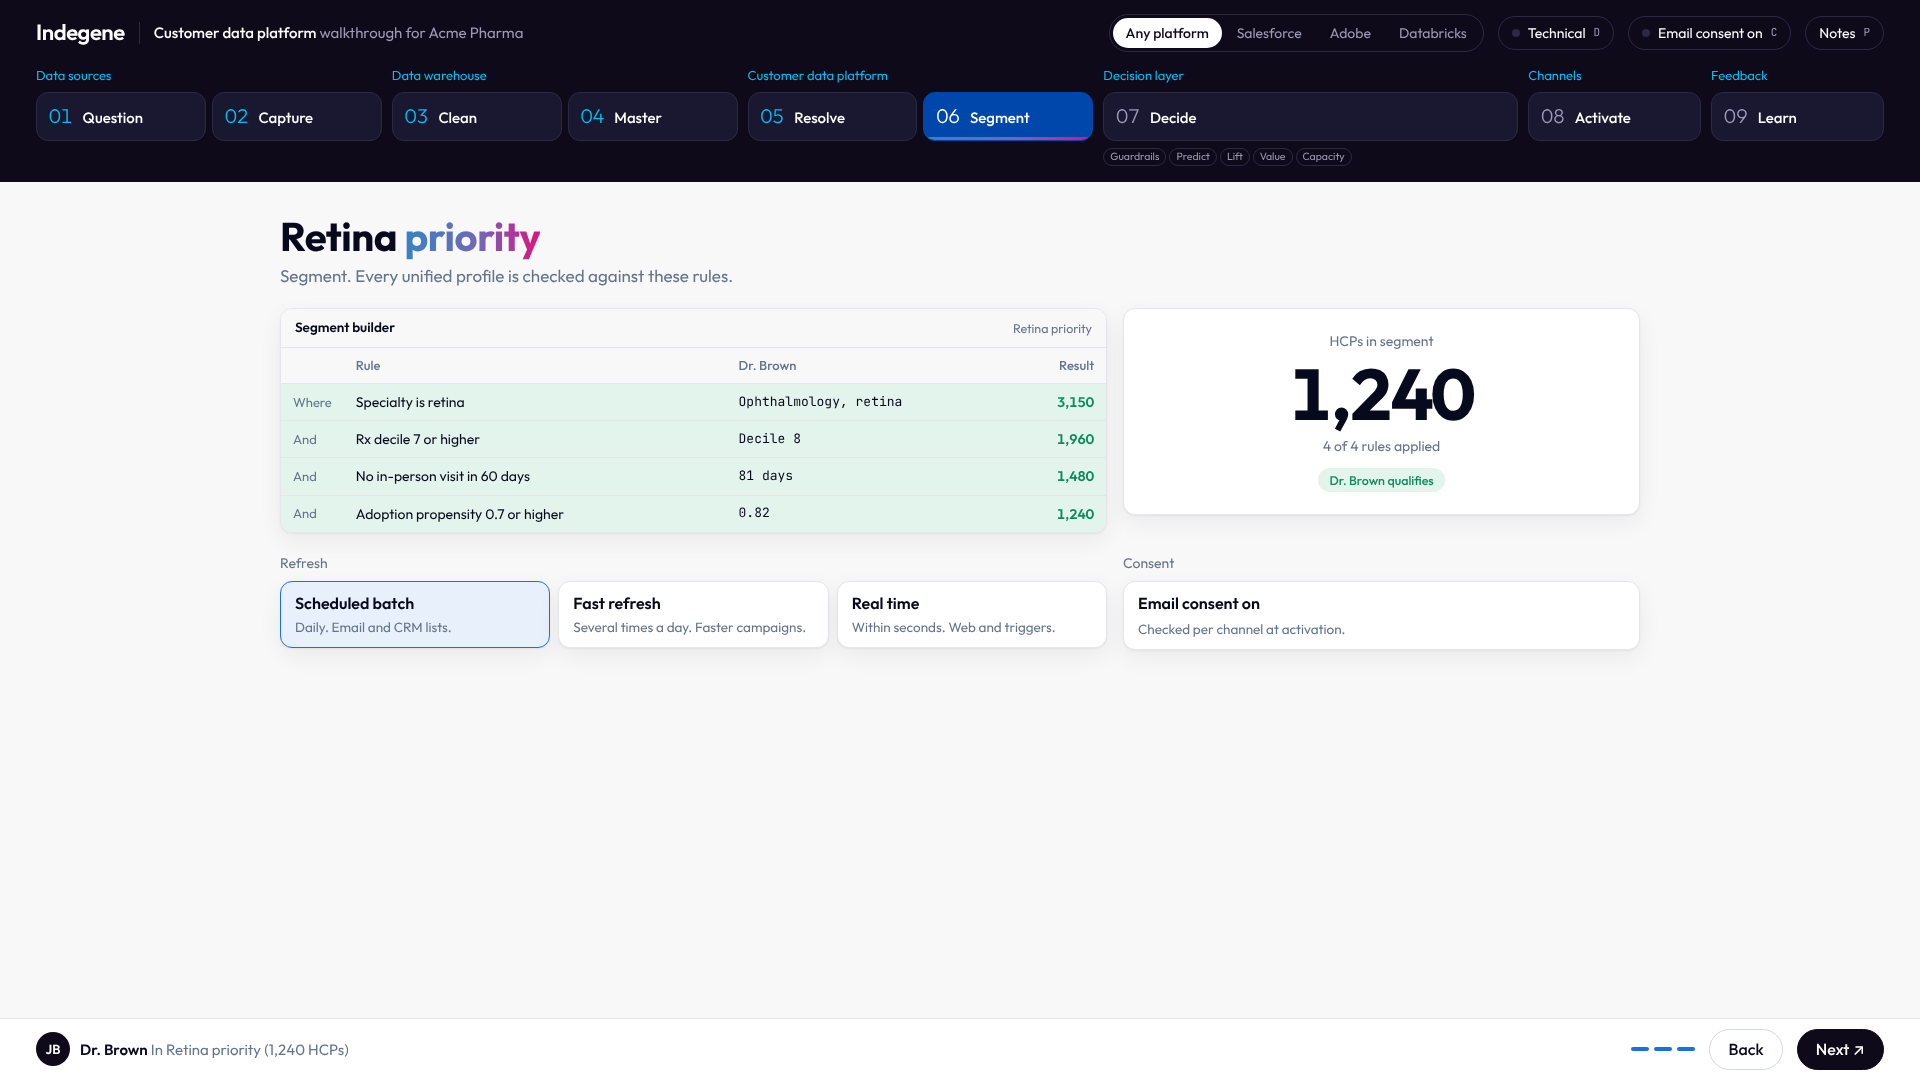 Indegene
Customer data platform walkthrough for Acme Pharma
Any platform
Salesforce
Adobe
Databricks
Technical D
Email consent on C
Notes P
Data sources
Data warehouse
Customer data platform
Decision layer
Channels
Feedback
01 Question
02 Capture
03 Clean
04 Master
05 Resolve
06 Segment
07 Decide
08 Activate
09 Learn
Guardrails
Predict
Lift
Value
Capacity
Retina priority
Segment. Every unified profile is checked against these rules.
Segment builder
Retina priority
Rule Dr. Brown Result
Where Specialty is retina Ophthalmology, retina 3,150
And Rx decile 7 or higher Decile 8 1,960
And No in-person visit in 60 days 81 days 1,480
And Adoption propensity 0.7 or higher 0.82 1,240
HCPs in segment
1,240
4 of 4 rules applied
Dr. Brown qualifies
Refresh
Scheduled batch
Daily. Email and CRM lists.
Fast refresh
Several times a day. Faster campaigns.
Real time
Within seconds. Web and triggers.
Consent
Email consent on
Checked per channel at activation.
JB
Dr. Brown In Retina priority (1,240 HCPs)
Back
Next ↗